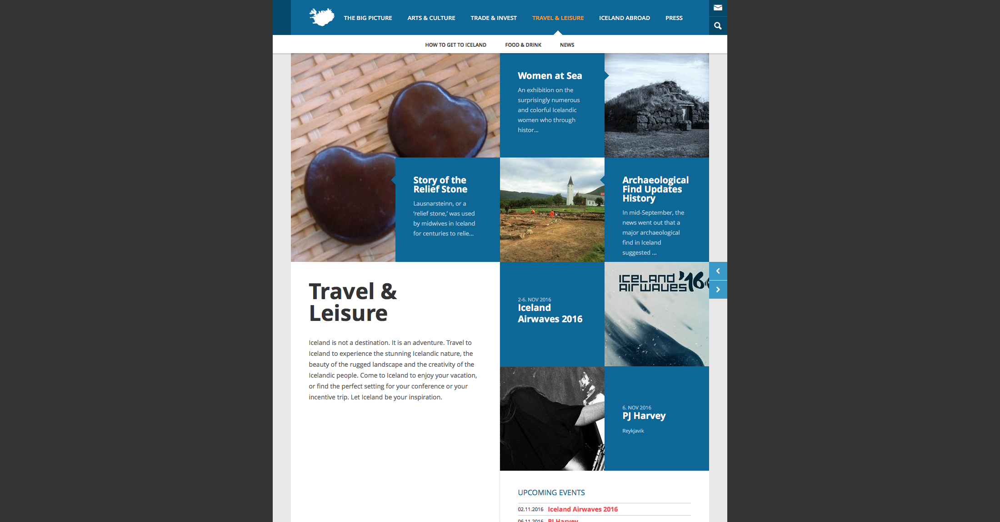 THE BIG PICTURE
ARTS & CULTURE
TRADE & INVEST
TRAVEL & LEISURE
ICELAND ABROAD
PRESS
HOW TO GET TO ICELAND
FOOD & DRINK
NEWS
Women at Sea
An exhibition on the
surprisingly numerous
and colorful Icelandic
women who through
histor...
Story of the
Relief Stone
Lausnarsteinn, or a
‘relief stone,’ was used
by midwives in Iceland
for centuries to relie...
Archaeological
Find Updates
History
In mid-September, the
news went out that a
major archaeological
find in Iceland
suggested ...
Travel &
Leisure
Iceland is not a destination. It is an adventure. Travel to
Iceland to experience the stunning Icelandic nature, the
beauty of the rugged landscape and the creativity of the
Icelandic people. Come to Iceland to enjoy your vacation,
or find the perfect setting for your conference or your
incentive trip. Let Iceland be your inspiration.
2-6. NOV 2016
Iceland
Airwaves 2016
ICELAND
AIRWAVES '16
6. NOV 2016
PJ Harvey
Reykjavik
UPCOMING EVENTS
02.11.2016 Iceland Airwaves 2016
06.11.2016 PJ Harvey